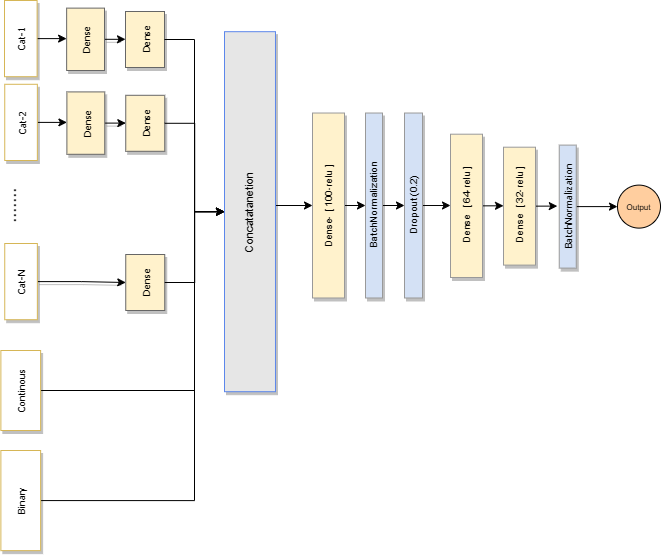 Cat-1
Dense
Dense
Cat-2
Dense
Dense
Cat-N
Dense
Continous
Binary
Concatatanetion
Dense- [100-relu]
BatchNormalization
Dropout(0.2)
Dense [64-relu]
Dense [32-relu]
BatchNormalization
Output